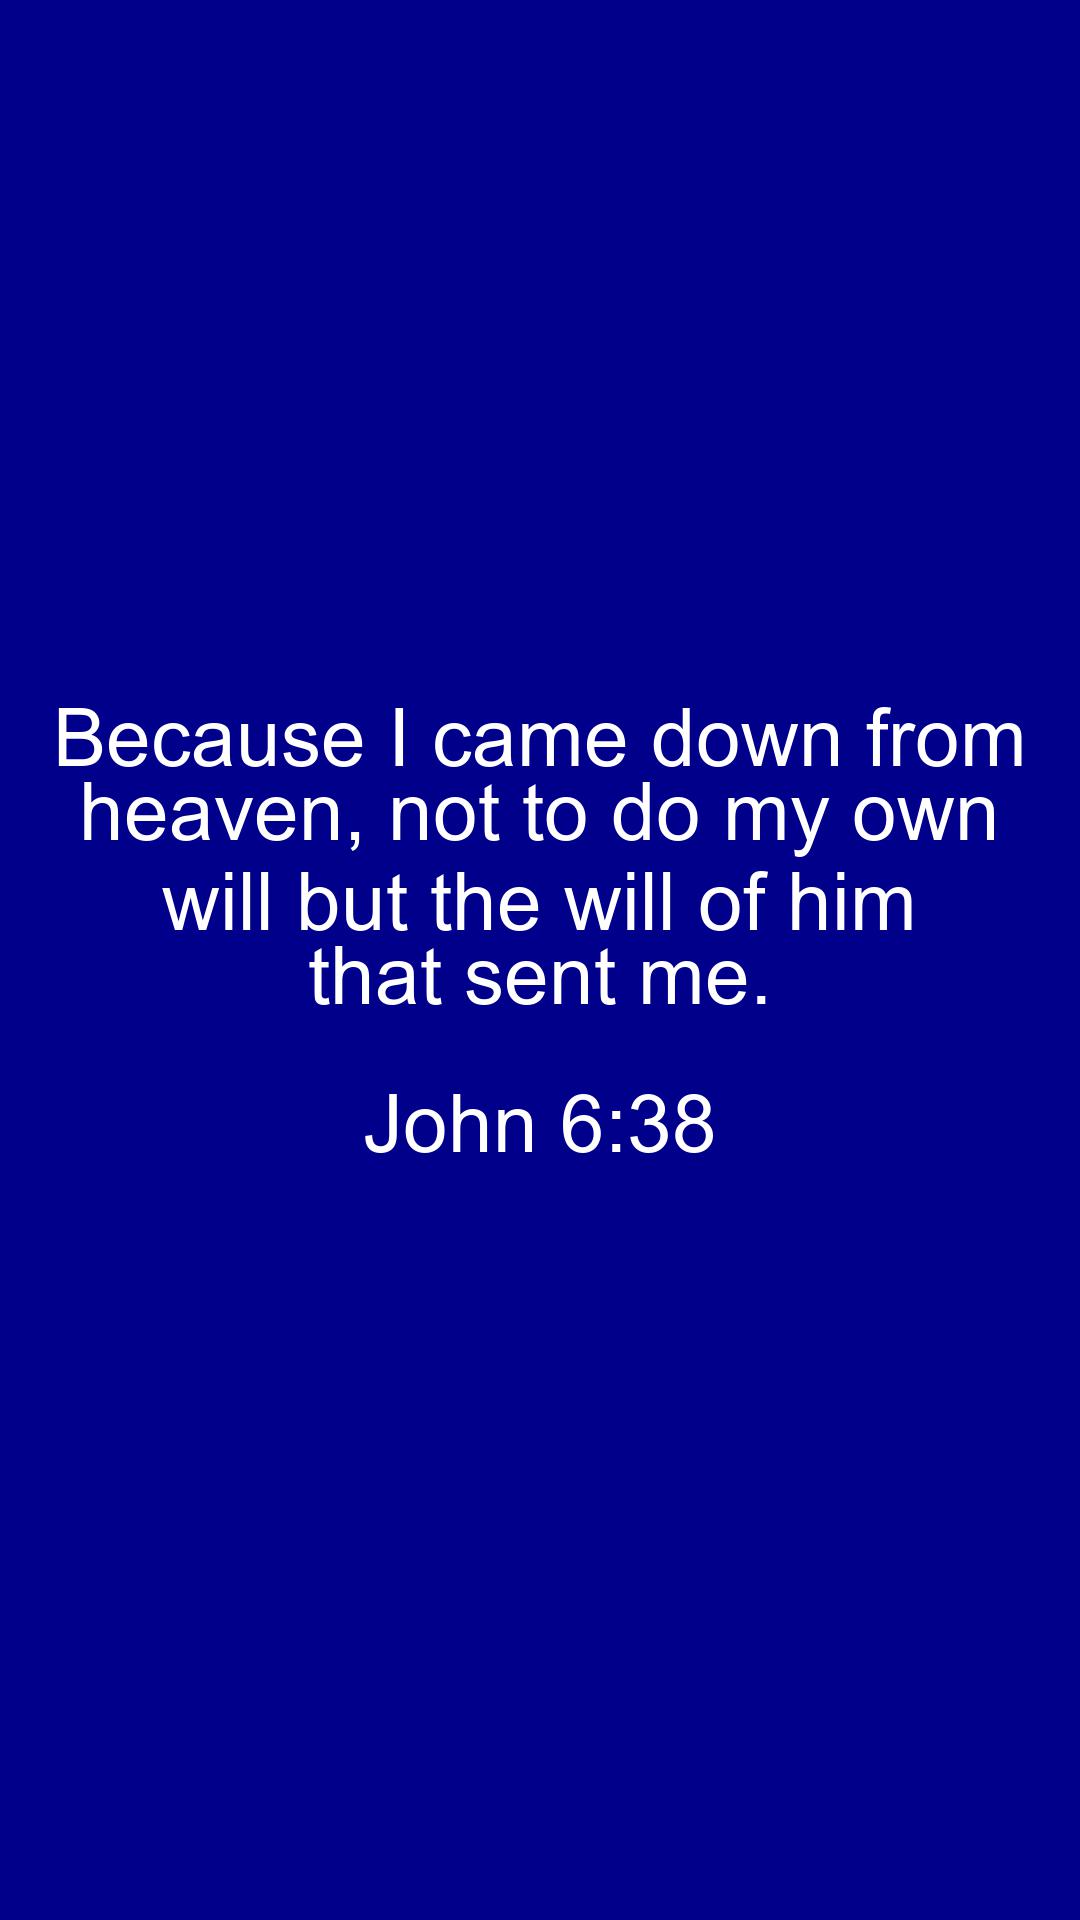 Because I came down from
heaven, not to do my own
will but the will of him
that sent me.
John 6:38